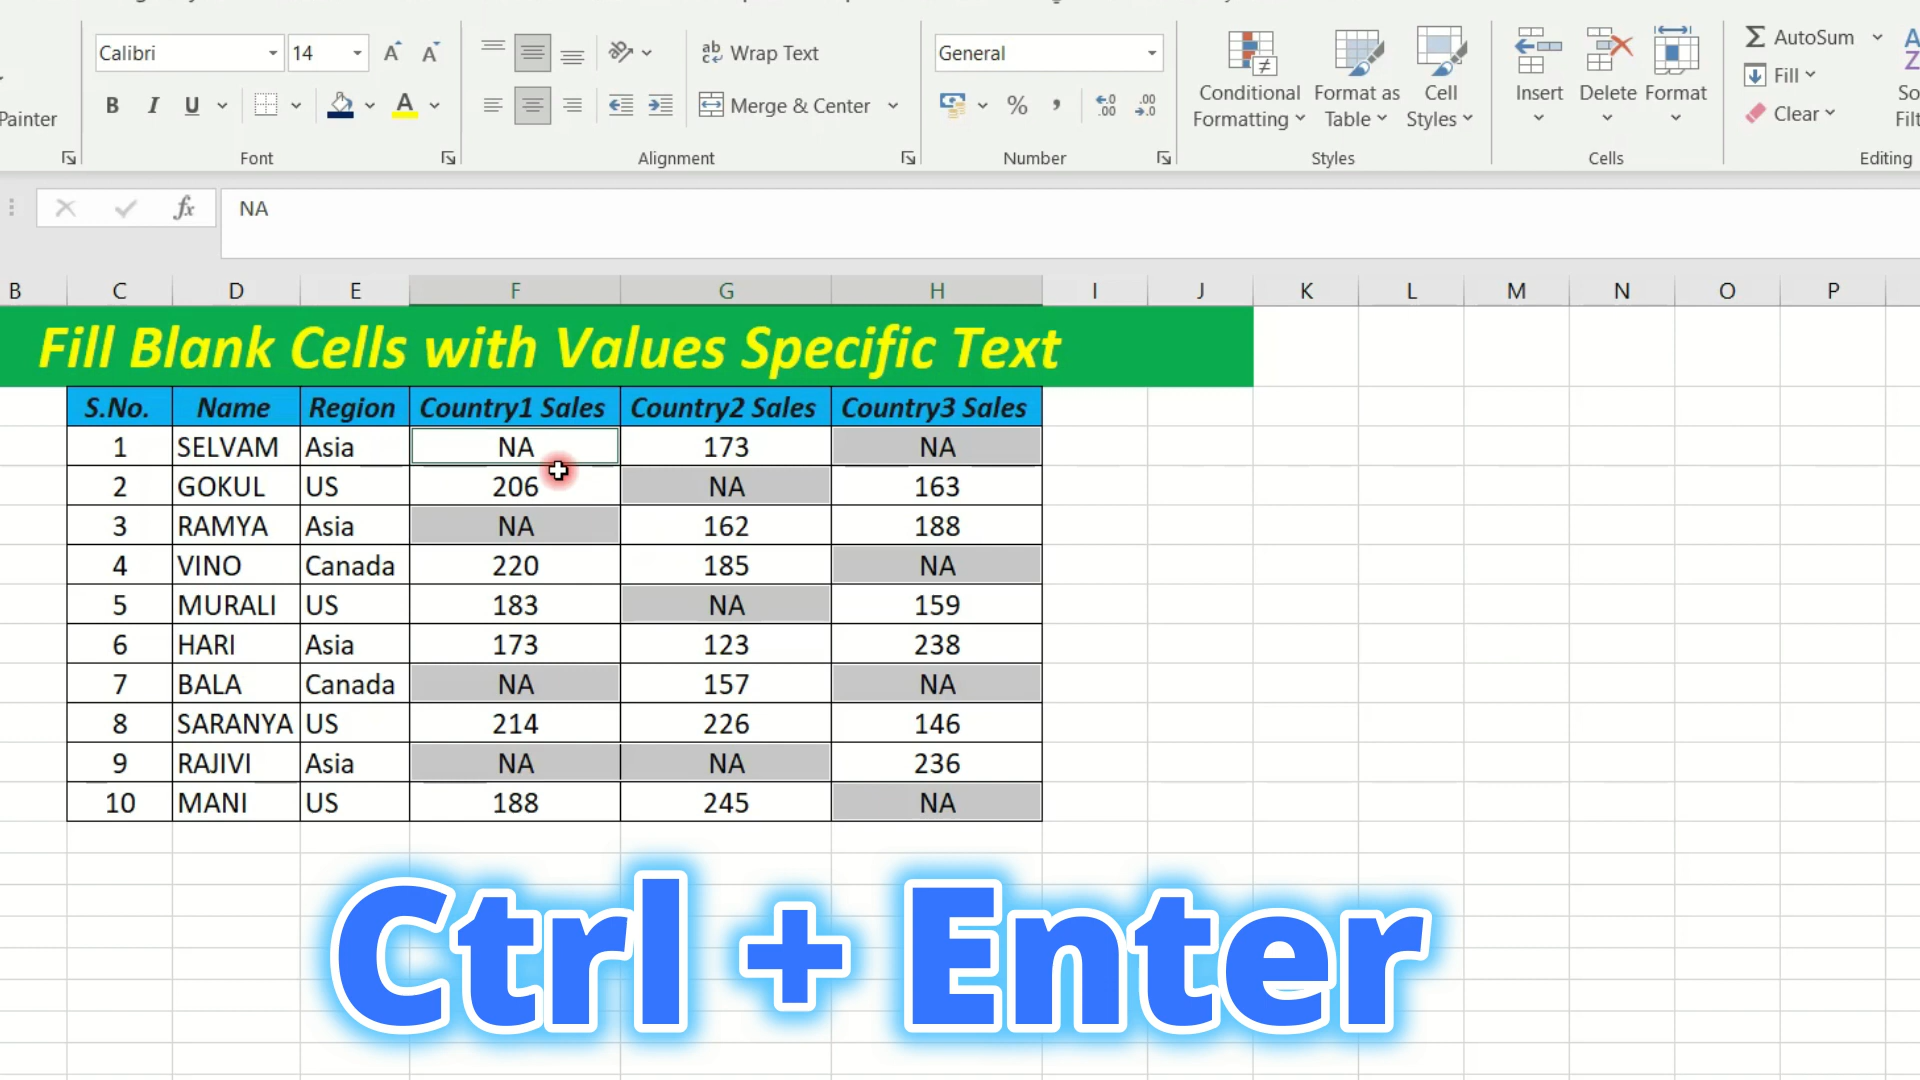 Calibri 14 ab Wrap Text General AutoSum
Conditional Formatting Format as Table Cell Styles Insert Delete Format Fill
Painter B I U A Merge & Center % Clear
Font Alignment Number Styles Cells Editing
fx NA
B C D E F G H I J K L M N O P
Fill Blank Cells with Values Specific Text
S.No. Name Region Country1 Sales Country2 Sales Country3 Sales
1 SELVAM Asia NA 173 NA
2 GOKUL US 206 NA 163
3 RAMYA Asia NA 162 188
4 VINO Canada 220 185 NA
5 MURALI US 183 NA 159
6 HARI Asia 173 123 238
7 BALA Canada NA 157 NA
8 SARANYA US 214 226 146
9 RAJIVI Asia NA NA 236
10 MANI US 188 245 NA
Ctrl + Enter